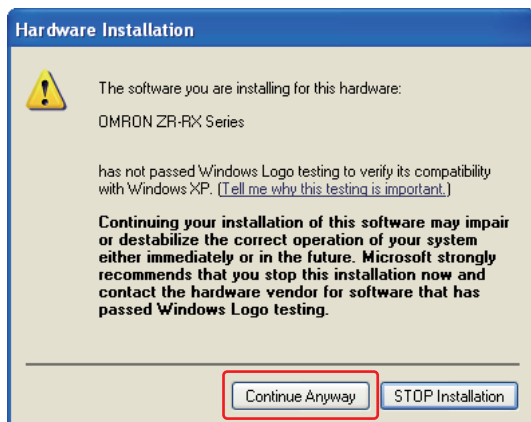 Hardware Installation
The software you are installing for this hardware:
OMRON ZR-RX Series
has not passed Windows Logo testing to verify its compatibility
with Windows XP. (Tell me why this testing is important.)
Continuing your installation of this software may impair
or destabilize the correct operation of your system
either immediately or in the future. Microsoft strongly
recommends that you stop this installation now and
contact the hardware vendor for software that has
passed Windows Logo testing.
Continue Anyway STOP Installation